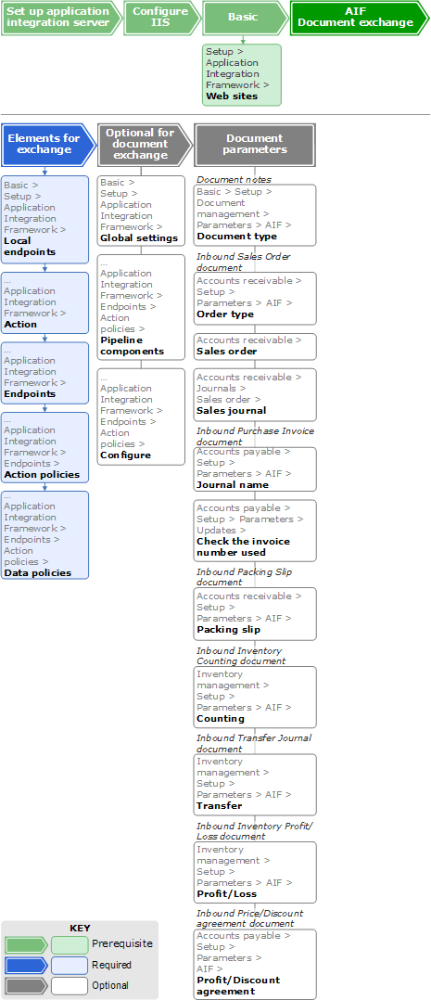 Set up application
integration server
Configure
IIS
Basic
AIF
Document exchange
Setup >
Application
Integration
Framework >
Web sites
Elements for
exchange
Basic >
Setup >
Application
Integration
Framework >
Local
endpoints
...
Application
Integration
Framework >
Action
...
Application
Integration
Framework >
Endpoints
...
Application
Integration
Framework >
Endpoints >
Action policies
...
Application
Integration
Framework >
Endpoints >
Action
policies >
Data policies
Optional for
document
exchange
Basic >
Setup >
Application
Integration
Framework >
Global settings
...
Application
Integration
Framework >
Endpoints >
Action
policies >
Pipeline
components
...
Application
Integration
Framework >
Endpoints >
Action
policies >
Configure
Document
parameters
Document notes
Basic > Setup >
Document
management >
Parameters > AIF >
Document type
Inbound Sales Order
document
Accounts receivable >
Setup >
Parameters > AIF >
Order type
Accounts receivable >
Sales order
Accounts receivable >
Journals >
Sales order >
Sales journal
Inbound Purchase Invoice
document
Accounts payable >
Setup >
Parameters > AIF >
Journal name
Accounts payable >
Setup > Parameters >
Updates >
Check the invoice
number used
Inbound Packing Slip
document
Accounts receivable >
Setup >
Parameters > AIF >
Packing slip
Inbound Inventory
Counting document
Inventory
management >
Setup >
Parameters > AIF >
Counting
Inbound Transfer Journal
document
Inventory
management >
Setup >
Parameters > AIF >
Transfer
Inbound Inventory Profit/
Loss document
Inventory
management >
Setup >
Parameters > AIF >
Profit/Loss
Inbound Price/Discount
agreement document
Accounts payable >
Setup >
Parameters >
AIF >
Profit/Discount
agreement
KEY
Prerequisite
Required
Optional